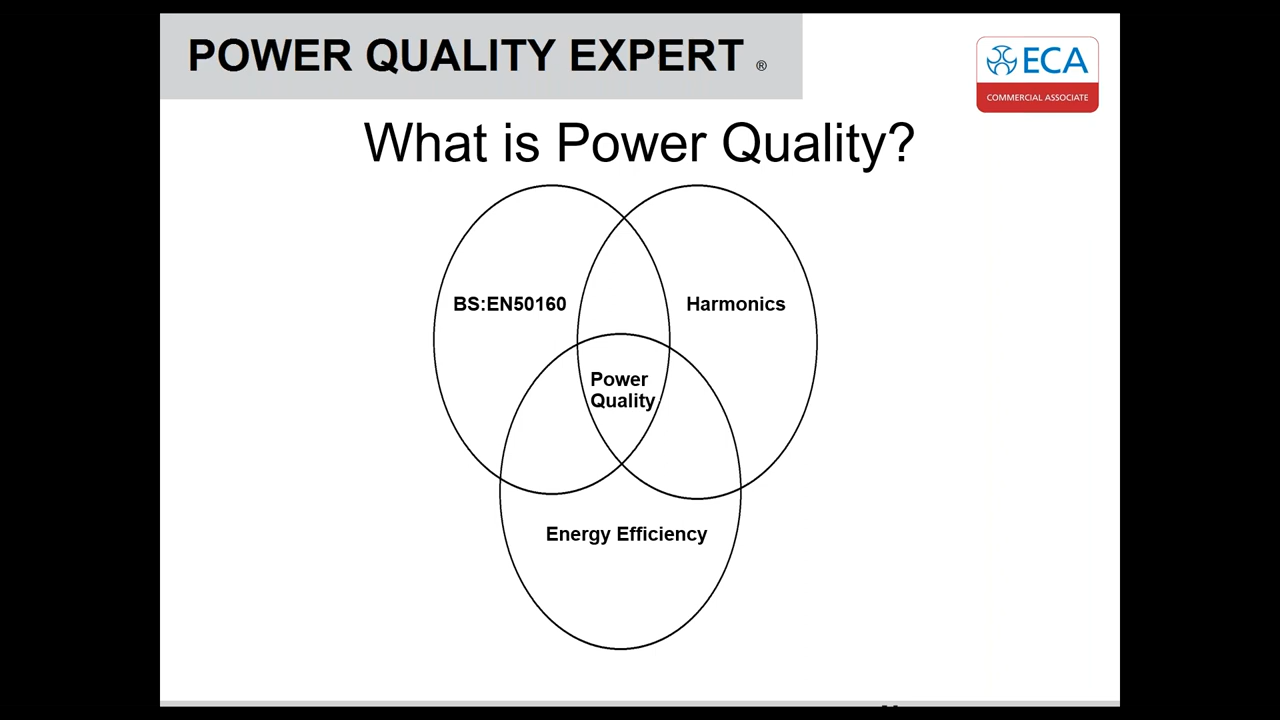 POWER QUALITY EXPERT ®
ECA
COMMERCIAL ASSOCIATE
What is Power Quality?
BS:EN50160
Harmonics
Power
Quality
Energy Efficiency